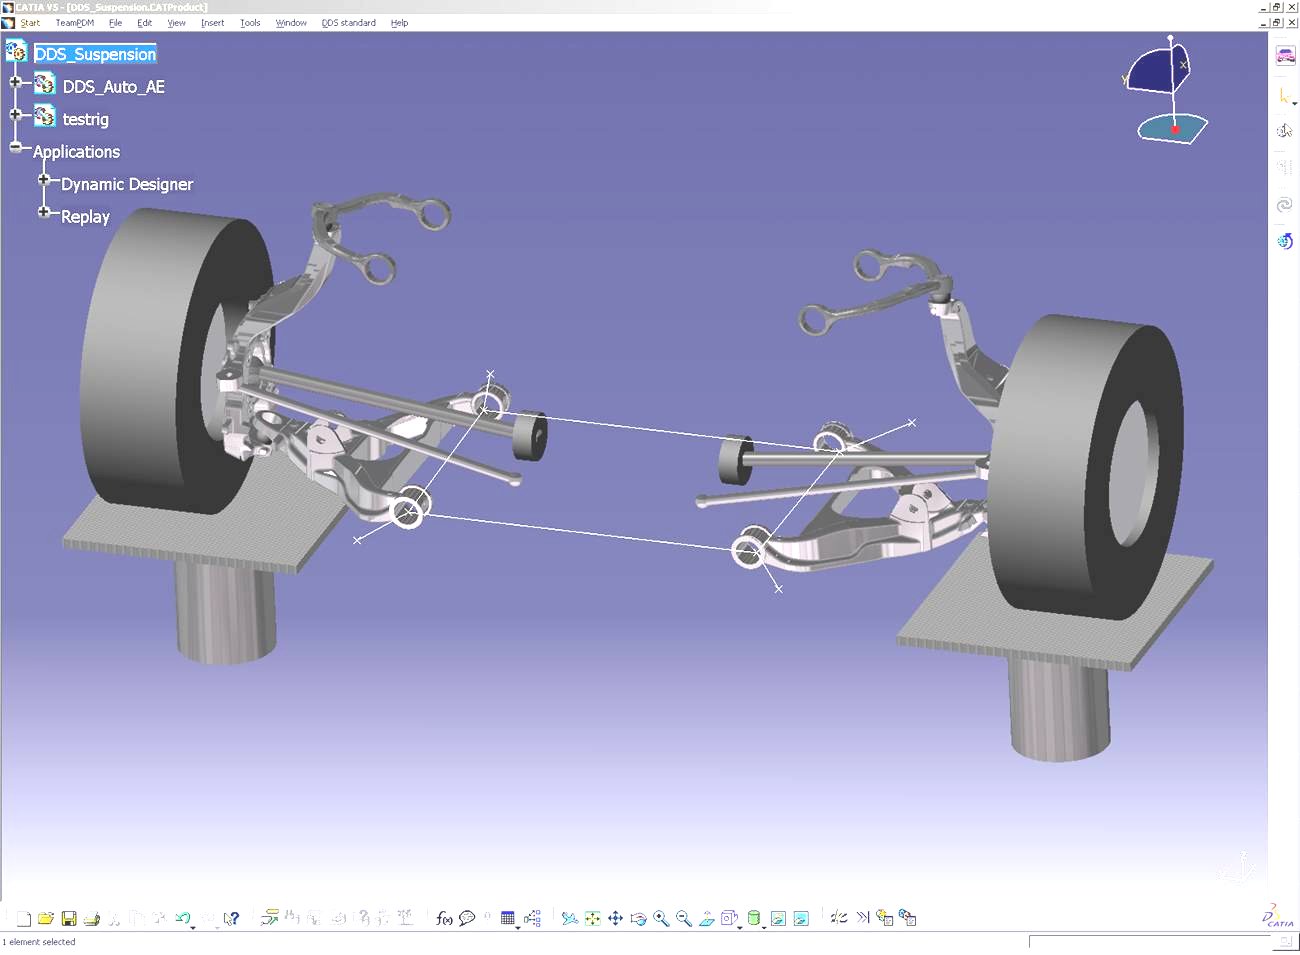 CATIA V5 - [DDS_Suspension.CATProduct]
Start TeamPDM File Edit View Insert Tools Window DDS standard Help
DDS_Suspension
DDS_Auto_AE
testrig
Applications
Dynamic Designer
Replay
X
Y
f(x)
CATIA
1 element selected